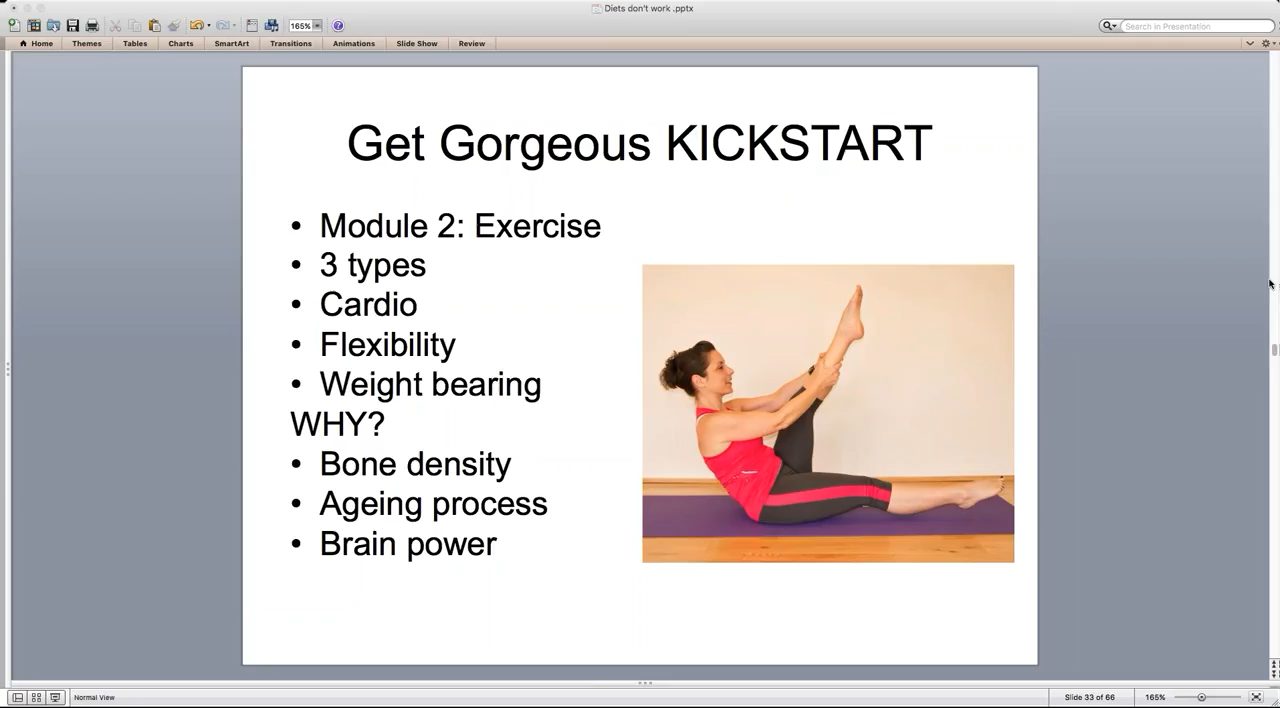 Diets don't work .pptx
165%
Search in Presentation
Home Themes Tables Charts SmartArt Transitions Animations Slide Show Review
Get Gorgeous KICKSTART
• Module 2: Exercise
• 3 types
• Cardio
• Flexibility
• Weight bearing
WHY?
• Bone density
• Ageing process
• Brain power
Normal View
Slide 33 of 66
165%